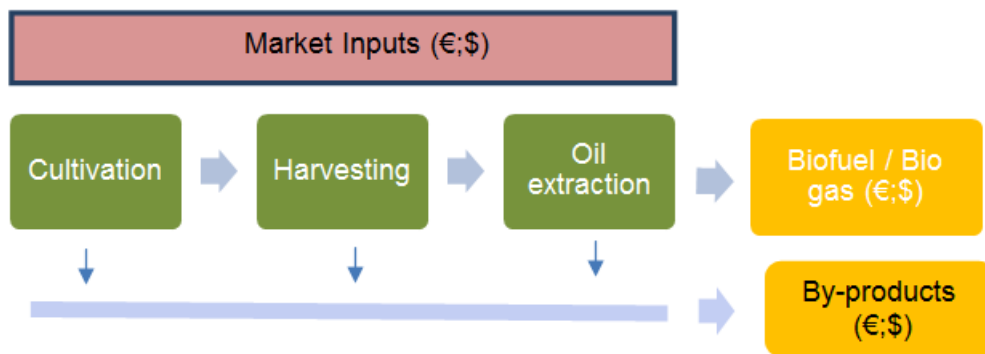 Market Inputs (€;$)
Cultivation
Harvesting
Oil
extraction
Biofuel / Bio
gas (€;$)
By-products
(€;$)